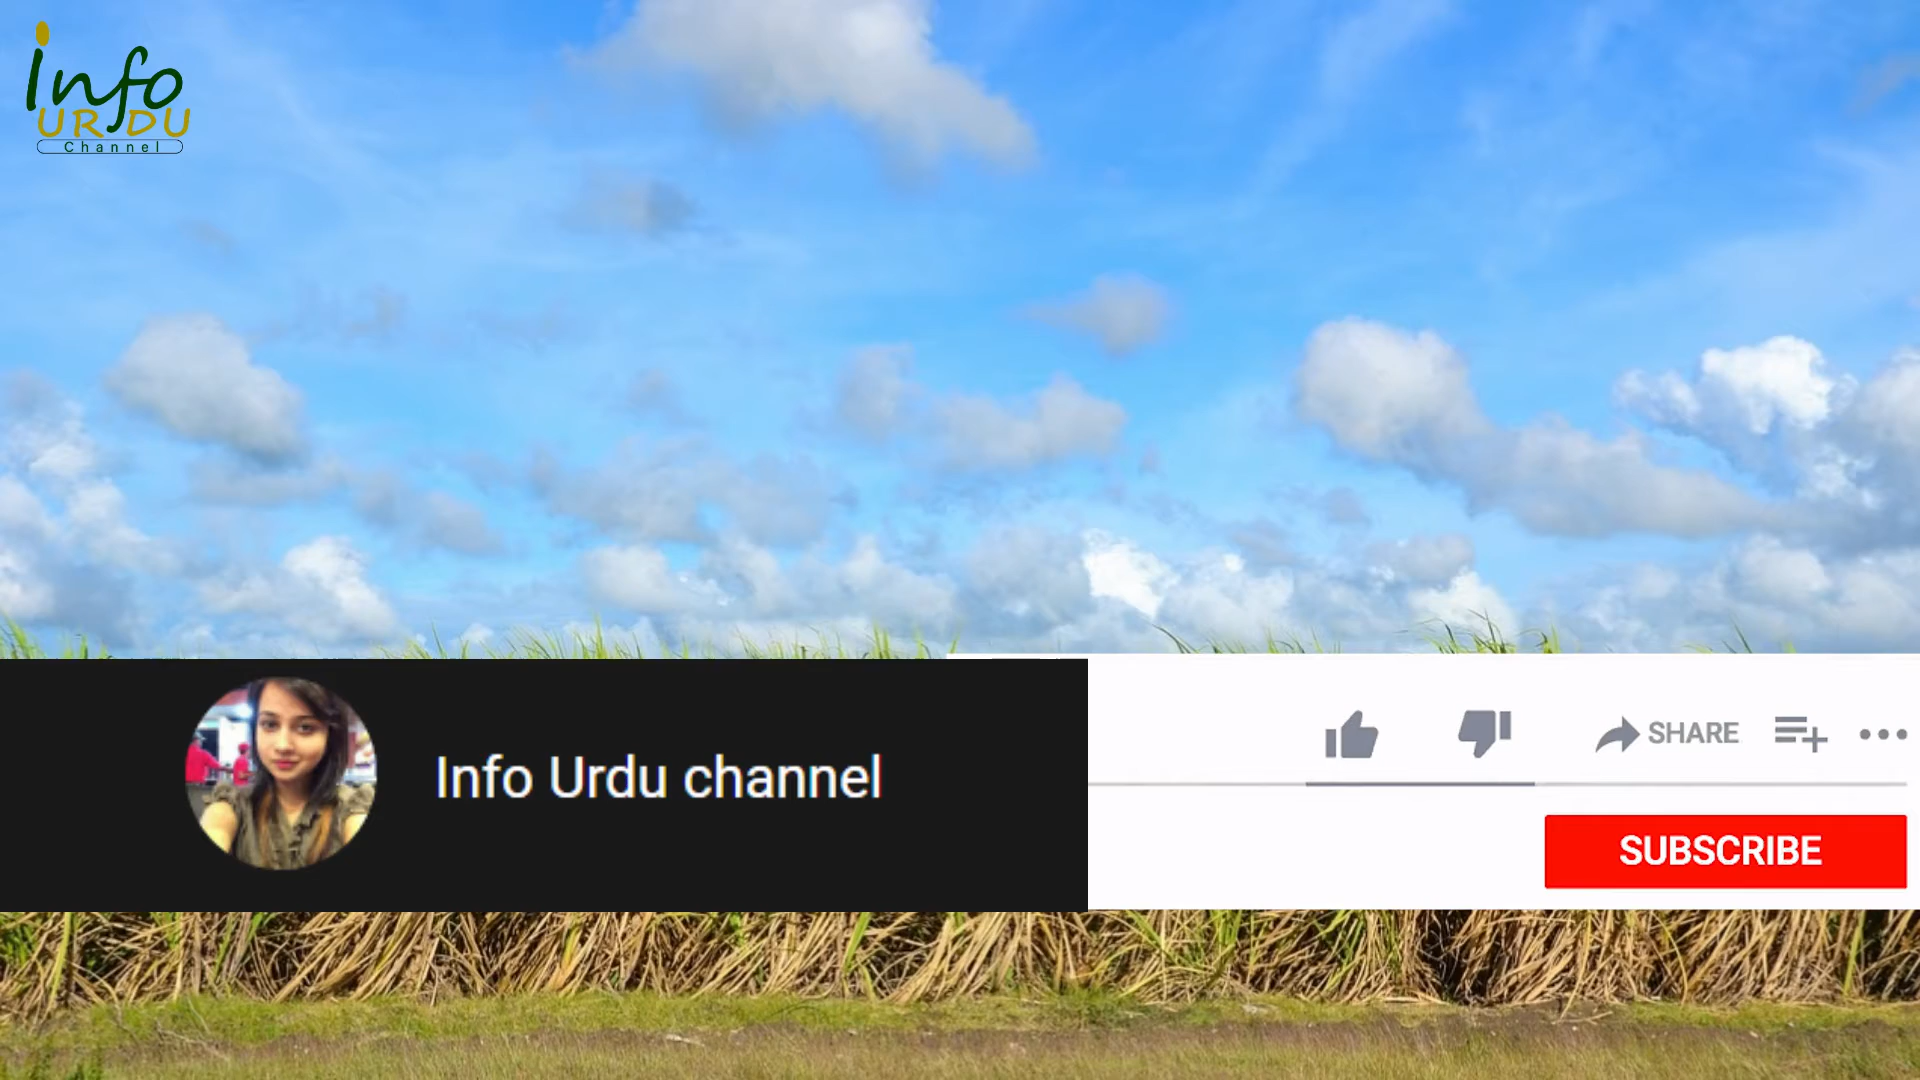 Info
URDU
Channel
Info Urdu channel
SHARE
SUBSCRIBE